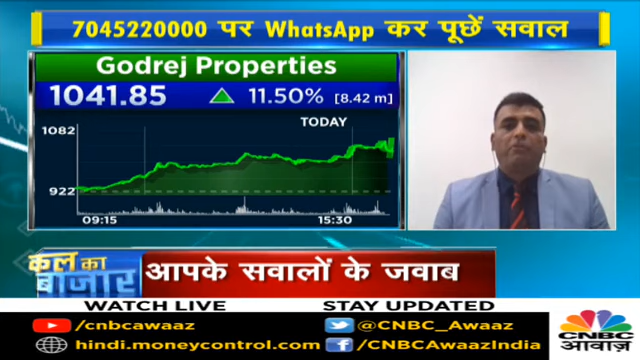 7045220000 पर WhatsApp कर पूछें सवाल
Godrej Properties
1041.85 11.50% [8.42 m]
TODAY
1082
922
09:15 15:30
कल का
बाज़ार
आपके सवालों के जवाब
WATCH LIVE STAY UPDATED
/cnbcawaaz @CNBC_Awaaz
hindi.moneycontrol.com /CNBCAwaazIndia
CNBC
आवाज़